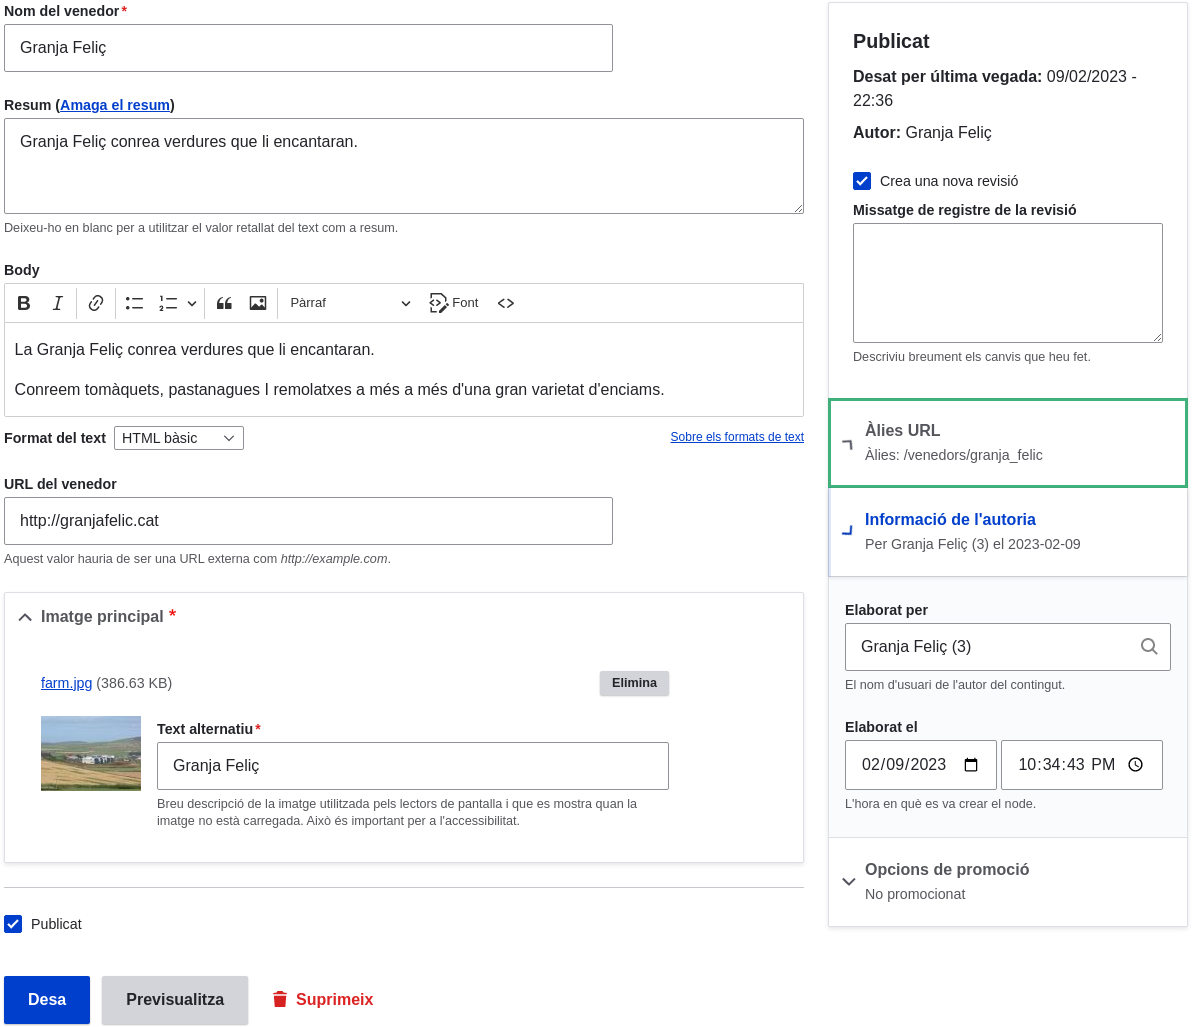 Nom del venedor*
Granja Feliç
Resum (Amaga el resum)
Granja Feliç conrea verdures que li encantaran.
Deixeu-ho en blanc per a utilitzar el valor retallat del text com a resum.
Body
B I Pàrraf Font
La Granja Feliç conrea verdures que li encantaran.
Conreem tomàquets, pastanagues I remolatxes a més a més d'una gran varietat d'enciams.
Format del text HTML bàsic Sobre els formats de text
URL del venedor
http://granjafelic.cat
Aquest valor hauria de ser una URL externa com http://example.com.
Imatge principal *
farm.jpg (386.63 KB) Elimina
Text alternatiu*
Granja Feliç
Breu descripció de la imatge utilitzada pels lectors de pantalla i que es mostra quan la
imatge no està carregada. Això és important per a l'accessibilitat.
Publicat
Desa Previsualitza Suprimeix
Publicat
Desat per última vegada: 09/02/2023 -
22:36
Autor: Granja Feliç
Crea una nova revisió
Missatge de registre de la revisió
Descriviu breument els canvis que heu fet.
Àlies URL
Àlies: /venedors/granja_felic
Informació de l'autoria
Per Granja Feliç (3) el 2023-02-09
Elaborat per
Granja Feliç (3)
El nom d'usuari de l'autor del contingut.
Elaborat el
02/09/2023 10:34:43 PM
L'hora en què es va crear el node.
Opcions de promoció
No promocionat